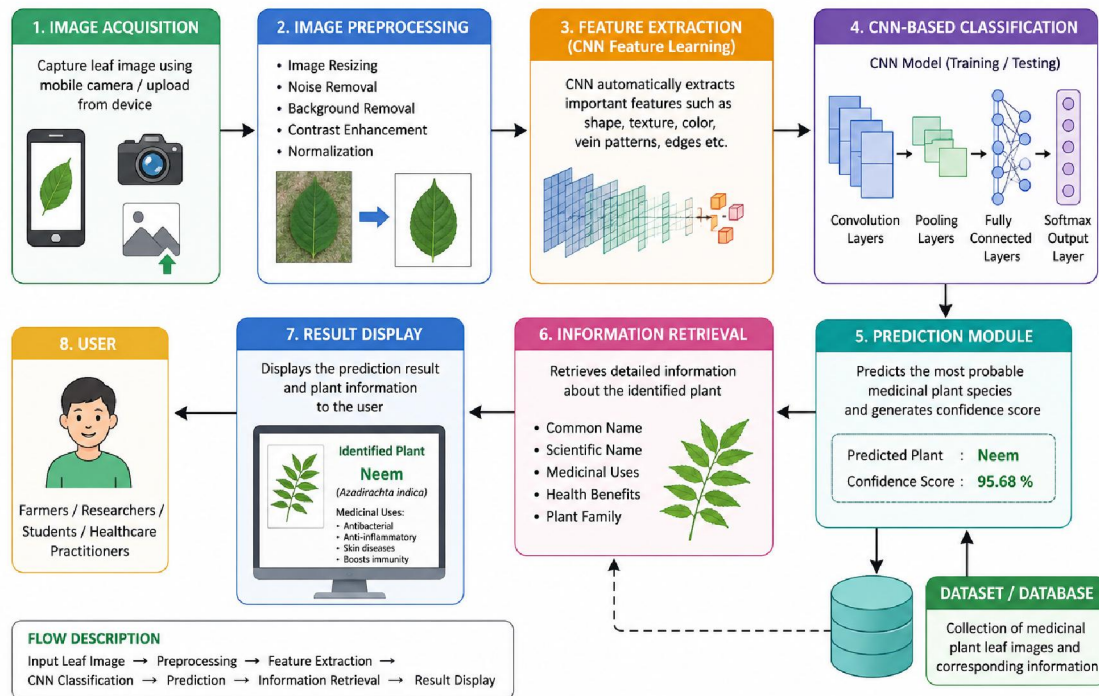 1. IMAGE ACQUISITION
Capture leaf image using
mobile camera / upload
from device
2. IMAGE PREPROCESSING
• Image Resizing
• Noise Removal
• Background Removal
• Contrast Enhancement
• Normalization
3. FEATURE EXTRACTION
(CNN Feature Learning)
CNN automatically extracts
important features such as
shape, texture, color,
vein patterns, edges etc.
4. CNN-BASED CLASSIFICATION
CNN Model (Training / Testing)
Convolution
Layers
Pooling
Layers
Fully
Connected
Layers
Softmax
Output
Layer
5. PREDICTION MODULE
Predicts the most probable
medicinal plant species
and generates confidence score
Predicted Plant : Neem
Confidence Score : 95.68 %
6. INFORMATION RETRIEVAL
Retrieves detailed information
about the identified plant
• Common Name
• Scientific Name
• Medicinal Uses
• Health Benefits
• Plant Family
7. RESULT DISPLAY
Displays the prediction result
and plant information
to the user
Identified Plant
Neem
(Azadirachta indica)
Medicinal Uses:
• Antibacterial
• Anti-inflammatory
• Skin diseases
• Boosts immunity
8. USER
Farmers / Researchers /
Students / Healthcare
Practitioners
DATASET / DATABASE
Collection of medicinal
plant leaf images and
corresponding information
FLOW DESCRIPTION
Input Leaf Image → Preprocessing → Feature Extraction →
CNN Classification → Prediction → Information Retrieval → Result Display